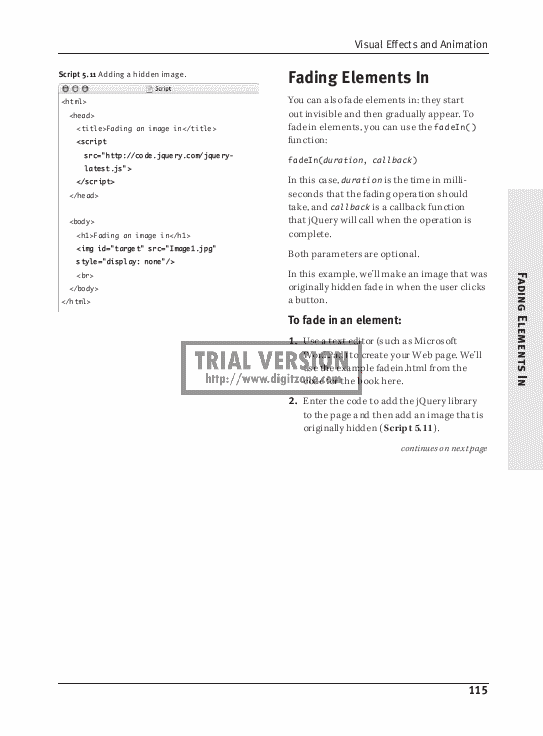 Visual Effects and Animation
Script 5.11 Adding a hidden image.
Script
<html>
<head>
<title>Fading an image in</title>
<script
src="http://code.jquery.com/jquery-
latest.js">
</script>
</head>
<body>
<h1>Fading an image in</h1>
<img id="target" src="Image1.jpg"
style="display: none"/>
<br>
</body>
</html>
Fading Elements In
You can also fade elements in: they start
out invisible and then gradually appear. To
fade in elements, you can use the fadeIn()
function:
fadeIn(duration, callback)
In this case, duration is the time in milli-
seconds that the fading operation should
take, and callback is a callback function
that jQuery will call when the operation is
complete.
Both parameters are optional.
In this example, we'll make an image that was
originally hidden fade in when the user clicks
a button.
To fade in an element:
1. Use a text editor (such as Microsoft
to create your Web page. We'll
use the example fadein.html from the
code for the book here.
2. Enter the code to add the jQuery library
to the page and then add an image that is
originally hidden (Script 5.11).
continues on next page
TRIAL VERSION
http://www.digitzone.com
Fading Elements In
115